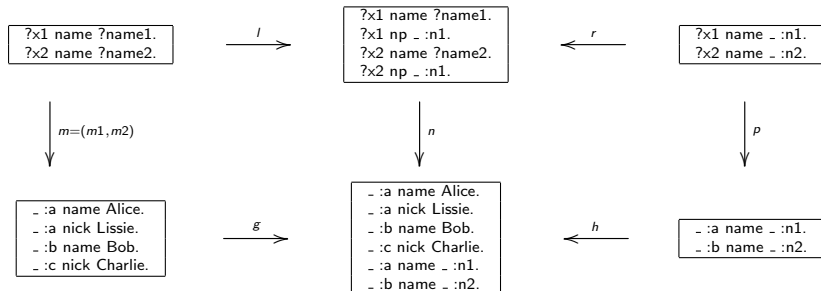 ?x1 name ?name1.
?x2 name ?name2.
l
?x1 name ?name1.
?x1 np _ :n1.
?x2 name ?name2.
?x2 np _ :n1.
r
?x1 name _ :n1.
?x2 name _ :n2.
m=(m1,m2)
n
p
_ :a name Alice.
_ :a nick Lissie.
_ :b name Bob.
_ :c nick Charlie.
g
_ :a name Alice.
_ :a nick Lissie.
_ :b name Bob.
_ :c nick Charlie.
_ :a name _ :n1.
_ :b name _ :n2.
h
_ :a name _ :n1.
_ :b name _ :n2.